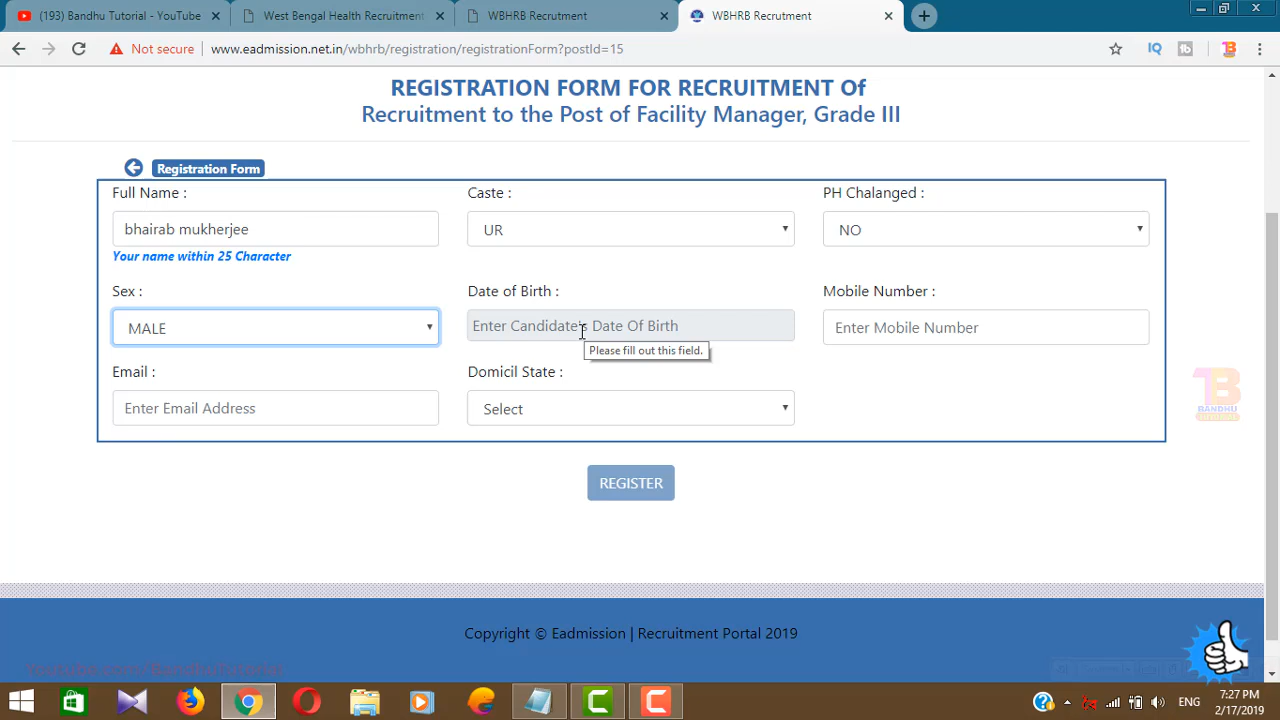 (193) Bandhu Tutorial - YouTube
West Bengal Health Recruitment
WBHRB Recruitment
WBHRB Recruitment
Not secure
www.eadmission.net.in/wbhrb/registration/registrationForm?postId=15
REGISTRATION FORM FOR RECRUITMENT Of
Recruitment to the Post of Facility Manager, Grade III
Registration Form
Full Name :
Caste :
PH Chalanged :
bhairab mukherjee
UR
NO
Your name within 25 Character
Sex :
Date of Birth :
Mobile Number :
MALE
Enter Candidate's Date Of Birth
Enter Mobile Number
Please fill out this field.
Email :
Domicil State :
Enter Email Address
Select
BANDHU
REGISTER
Copyright © Eadmission | Recruitment Portal 2019
ENG
7:27 PM
2/17/2019